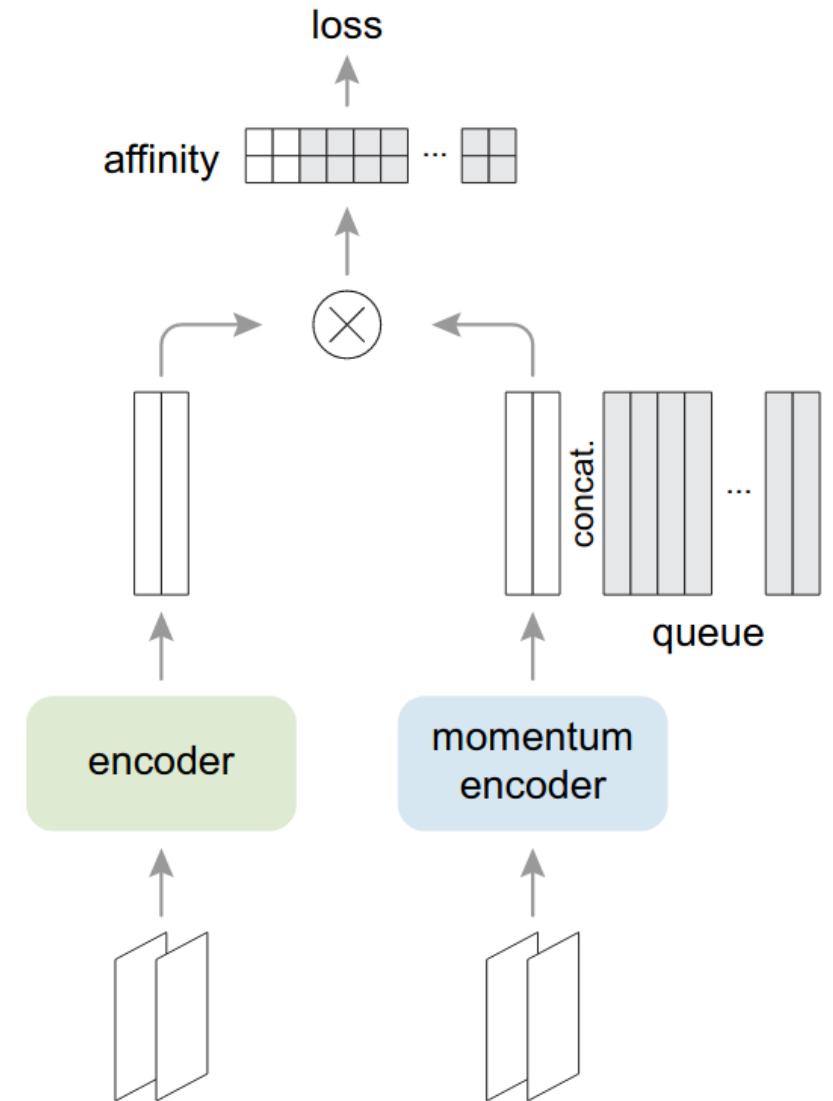 loss
affinity
...
concat.
...
queue
encoder
momentum
encoder